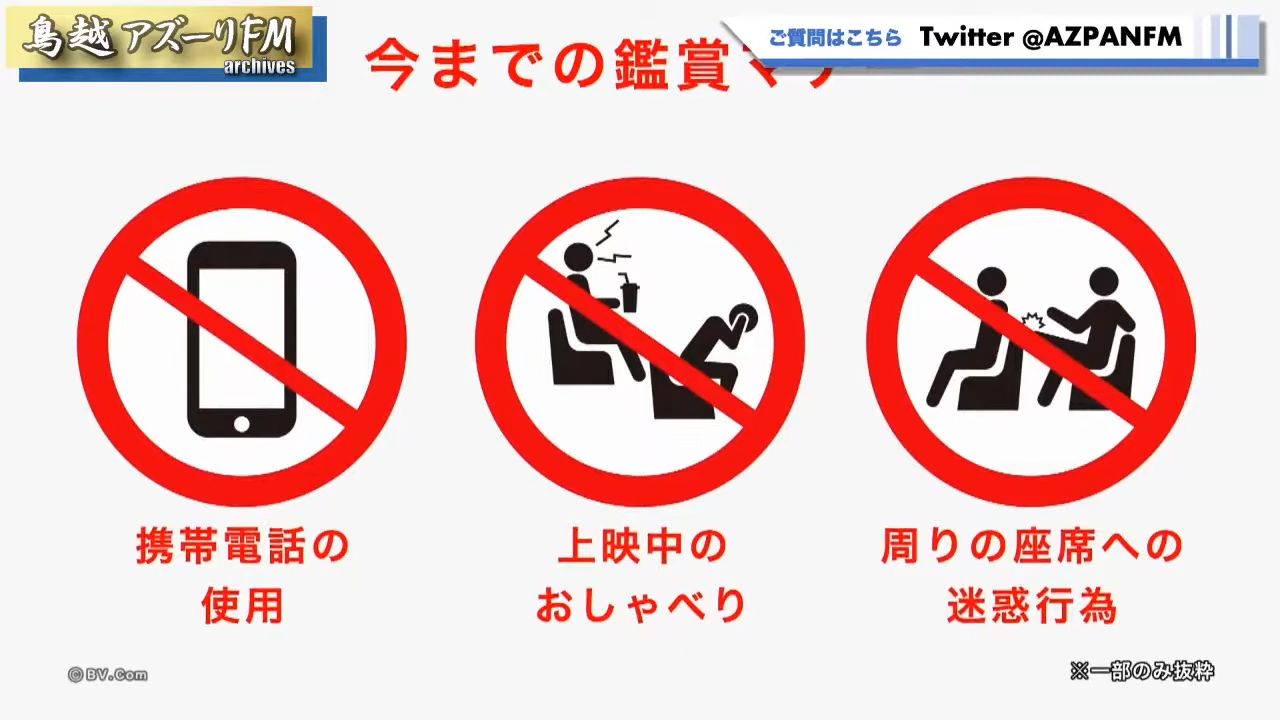 鳥越 アズーリFM
archives
ご質問はこちら Twitter @AZPANFM
今までの鑑賞マナー
携帯電話の
使用
上映中の
おしゃべり
周りの座席への
迷惑行為
©BV.Com
※一部のみ抜粋